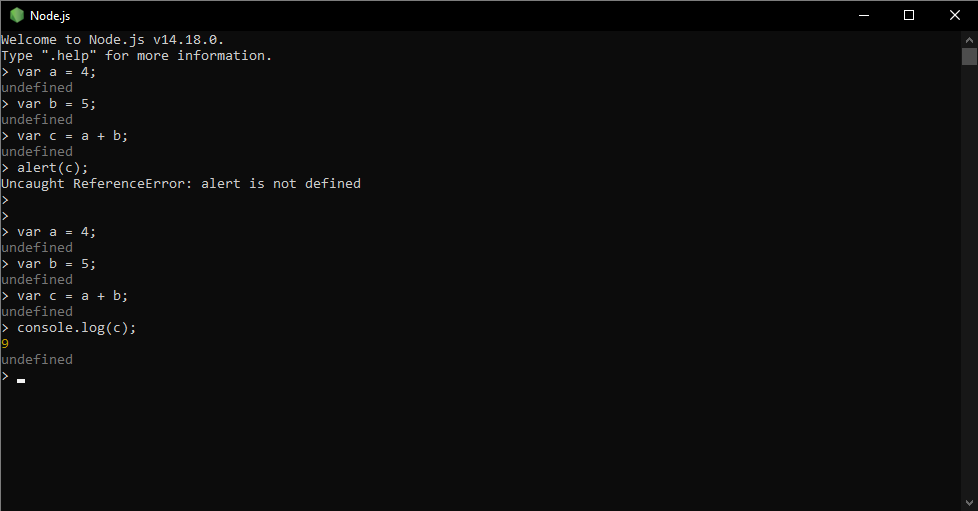 Node.js
Welcome to Node.js v14.18.0.
Type ".help" for more information.
> var a = 4;
undefined
> var b = 5;
undefined
> var c = a + b;
undefined
> alert(c);
Uncaught ReferenceError: alert is not defined
>
>
> var a = 4;
undefined
> var b = 5;
undefined
> var c = a + b;
undefined
> console.log(c);
9
undefined
>